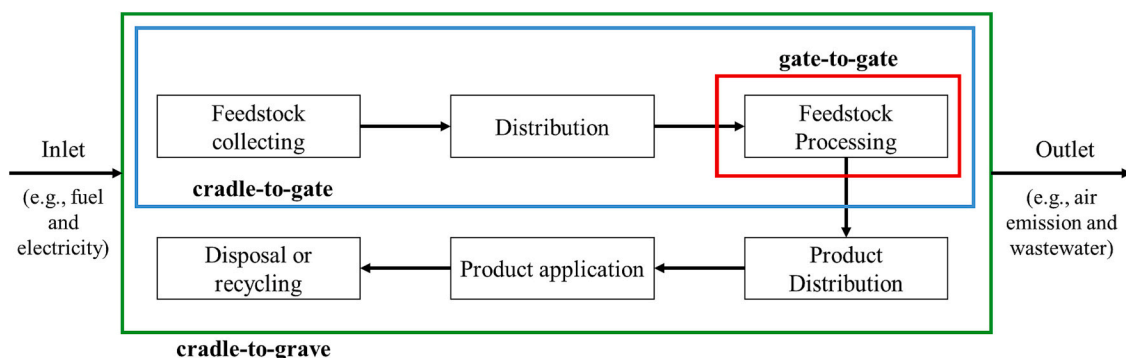 gate-to-gate
Feedstock
collecting
Distribution
Feedstock
Processing
Inlet
(e.g., fuel
and
electricity)
cradle-to-gate
Outlet
(e.g., air
emission and
wastewater)
Disposal or
recycling
Product application
Product
Distribution
cradle-to-grave